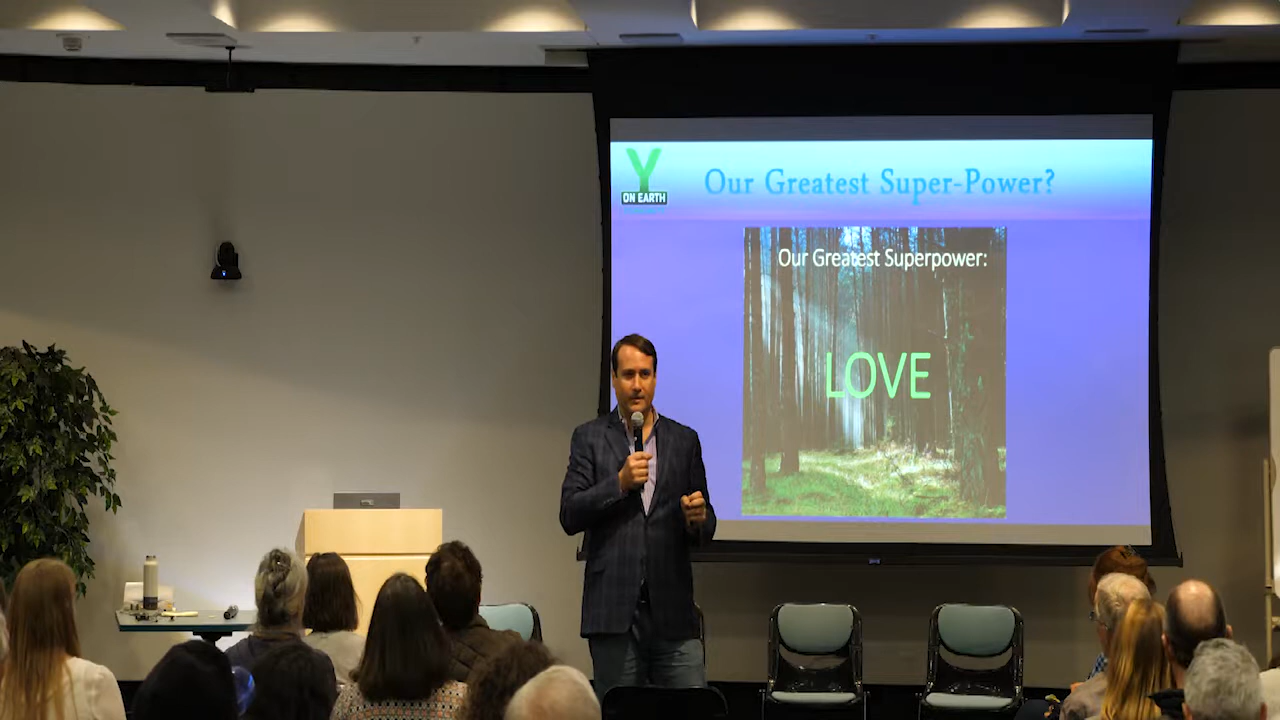 Y
ON EARTH
Our Greatest Super-Power?
Our Greatest Superpower:
LOVE